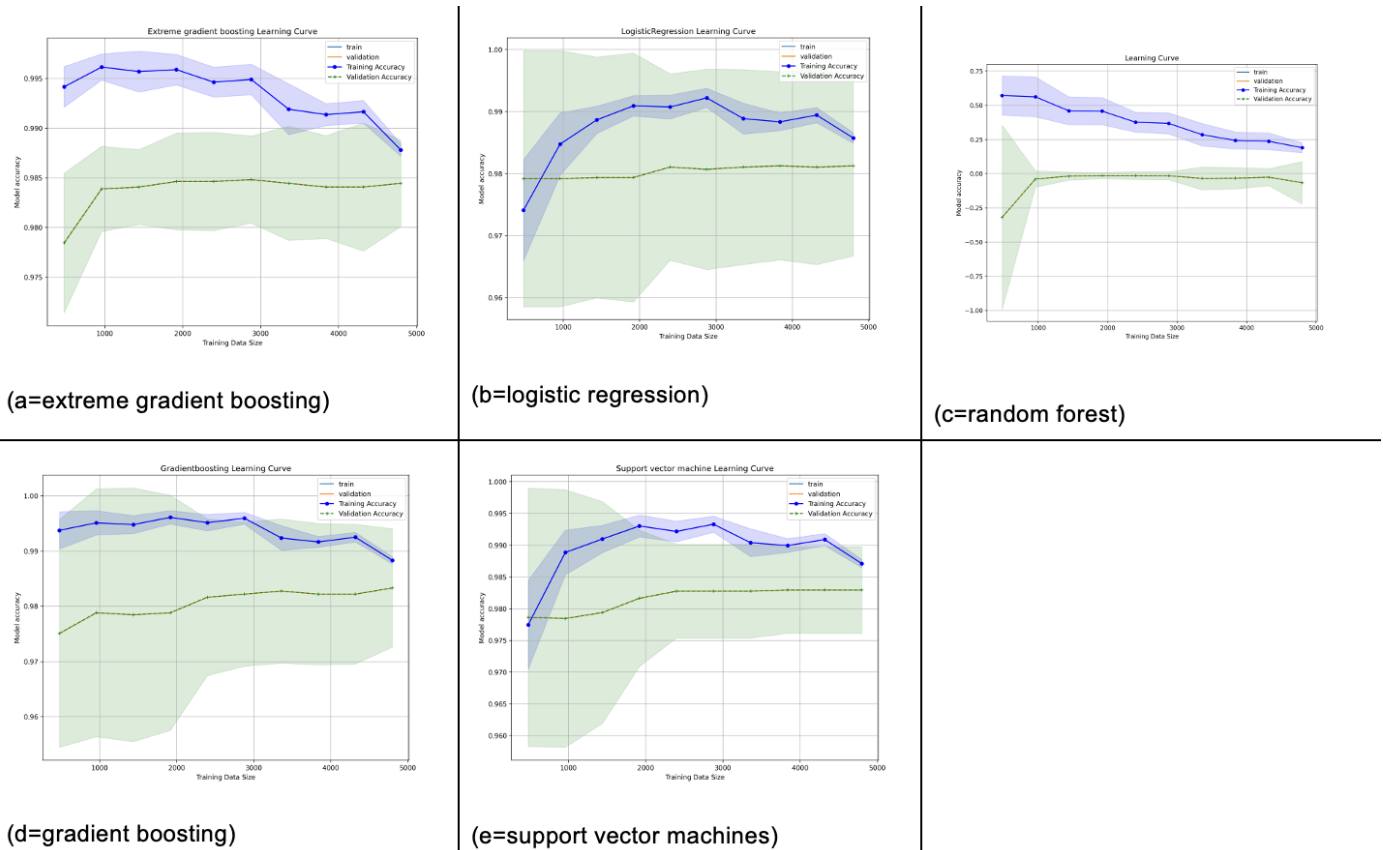 Extreme gradient boosting Learning Curve
train
validation
Training Accuracy
Validation Accuracy
0.995
0.990
0.985
0.980
0.975
Model accuracy
1000 2000 3000 4000 5000
Training Data Size
(a=extreme gradient boosting)
LogisticRegression Learning Curve
train
validation
Training Accuracy
Validation Accuracy
1.00
0.99
0.98
0.97
0.96
Model accuracy
1000 2000 3000 4000 5000
Training Data Size
(b=logistic regression)
Learning Curve
train
validation
Training Accuracy
Validation Accuracy
0.75
0.50
0.25
0.00
−0.25
−0.50
−0.75
−1.00
Model accuracy
1000 2000 3000 4000 5000
Training Data Size
(c=random forest)
Gradientboosting Learning Curve
train
validation
Training Accuracy
Validation Accuracy
1.00
0.99
0.98
0.97
0.96
Model accuracy
1000 2000 3000 4000 5000
Training Data Size
(d=gradient boosting)
Support vector machine Learning Curve
train
validation
Training Accuracy
Validation Accuracy
1.000
0.995
0.990
0.985
0.980
0.975
0.970
0.965
0.960
Model accuracy
1000 2000 3000 4000 5000
Training Data Size
(e=support vector machines)